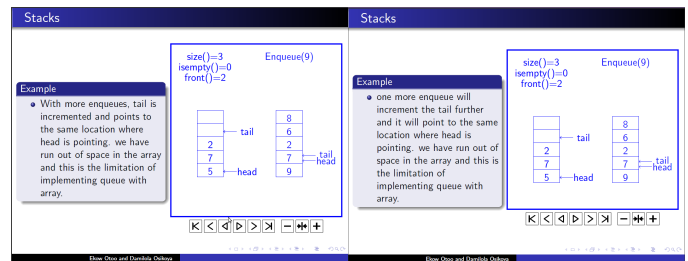 Stacks
Example
With more enqueues, tail is
incremented and points to
the same location where
head is pointing. we have
run out of space in the array
and this is the limitation of
implementing queue with
array.
size()=3
isempty()=0
front()=2
Enqueue(9)
2
7
5
tail
head
8
6
2
7
9
tail
head
Ekow Otoo and Damilola Osikoya
Stacks
Example
one more enqueue will
increment the tail further
and it will point to the same
location where head is
pointing. we have run out of
space in the array and this is
the limitation of
implementing queue with
array.
size()=3
isempty()=0
front()=2
Enqueue(9)
2
7
5
tail
head
8
6
2
7
9
tail
head
Ekow Otoo and Damilola Osikoya